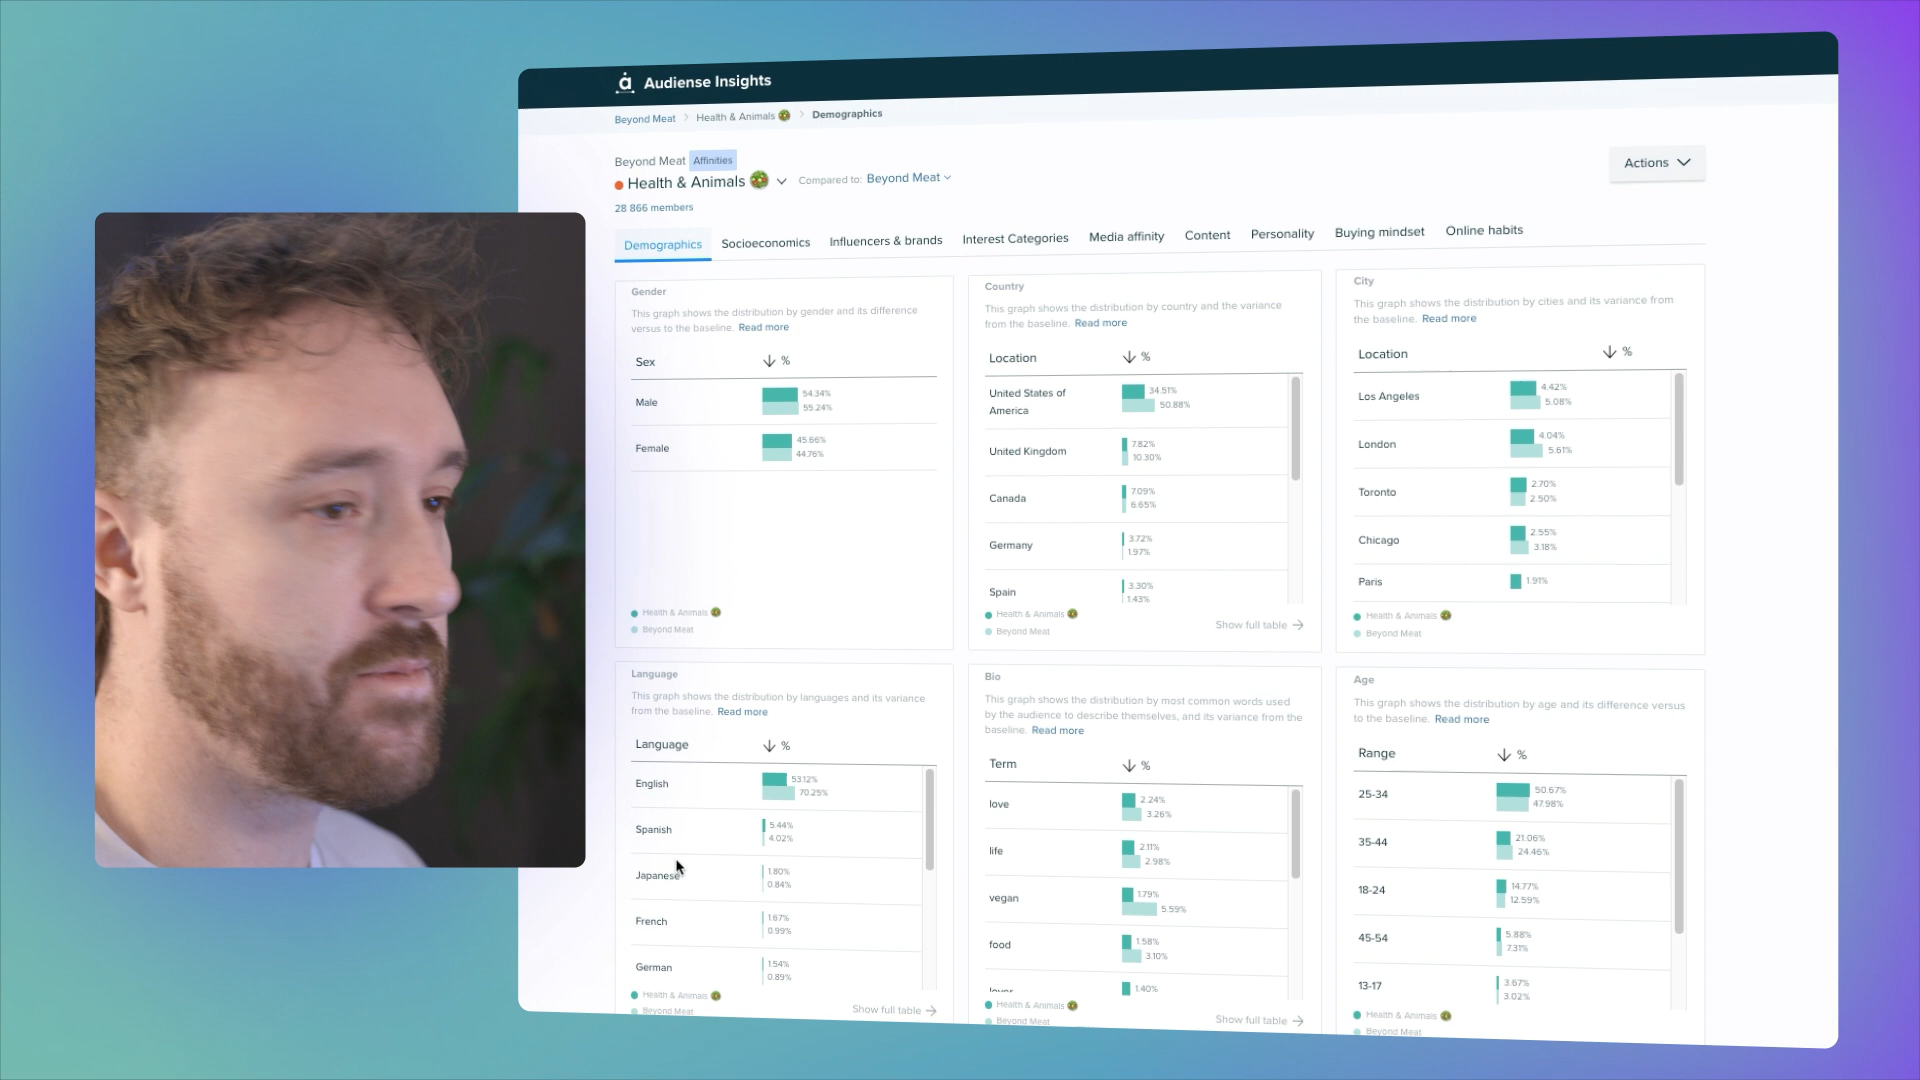 Audiense Insights
Beyond Meat > Health & Animals > Demographics
Beyond Meat Affinities
Health & Animals Compared to: Beyond Meat
28 866 members
Actions
Demographics Socioeconomics Influencers & brands Interest Categories Media affinity Content Personality Buying mindset Online habits
Gender
This graph shows the distribution by gender and its difference
versus to the baseline. Read more
Sex %
Male 54.34%
55.24%
Female 45.66%
44.76%
Health & Animals
Beyond Meat
Country
This graph shows the distribution by country and the variance
from the baseline. Read more
Location %
United States of
America
34.51%
50.88%
United Kingdom 7.82%
10.30%
Canada 7.09%
6.65%
Germany 3.72%
1.97%
Spain 3.30%
1.43%
Health & Animals
Beyond Meat
Show full table
City
This graph shows the distribution by cities and its variance from
the baseline. Read more
Location %
Los Angeles 4.42%
5.08%
London 4.04%
5.61%
Toronto 2.70%
2.50%
Chicago 2.55%
3.18%
Paris 1.91%
Health & Animals
Beyond Meat
Language
This graph shows the distribution by languages and its variance
from the baseline. Read more
Language %
English 53.12%
70.25%
Spanish 5.44%
4.02%
Japanese 1.80%
0.84%
French 1.67%
0.99%
German 1.54%
0.89%
Health & Animals
Beyond Meat
Show full table
Bio
This graph shows the distribution by most common words used
by the audience to describe themselves, and its variance from the
baseline. Read more
Term %
love 2.24%
3.26%
life 2.11%
2.98%
vegan 1.79%
5.59%
food 1.58%
3.10%
lover 1.40%
Health & Animals
Beyond Meat
Show full table
Age
This graph shows the distribution by age and its difference versus
to the baseline. Read more
Range %
25-34 50.67%
47.98%
35-44 21.06%
24.46%
18-24 14.77%
12.59%
45-54 5.88%
7.31%
13-17 3.67%
3.02%
Health & Animals
Beyond Meat